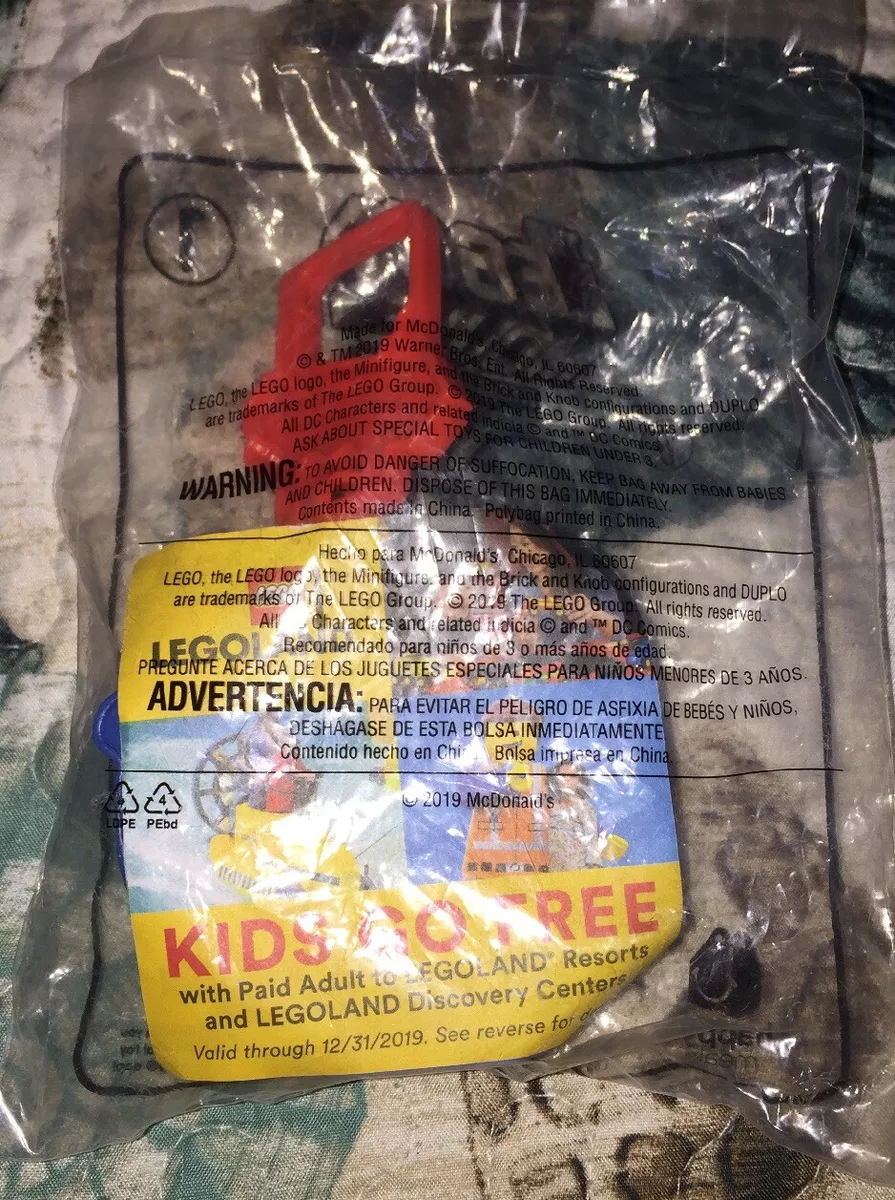 1
Made for McDonald's, Chicago, IL 60607
© & TM 2019 Warner Bros. Ent. All Rights Reserved.
LEGO, the LEGO logo, the Minifigure, and the Brick and Knob configurations and DUPLO
are trademarks of The LEGO Group. © 2019 The LEGO Group. All rights reserved.
All DC Characters and related indicia © and ™ DC Comics.
ASK ABOUT SPECIAL TOYS FOR CHILDREN UNDER 3.
WARNING: TO AVOID DANGER OF SUFFOCATION, KEEP BAG AWAY FROM BABIES
AND CHILDREN. DISPOSE OF THIS BAG IMMEDIATELY.
Contents made in China. Polybag printed in China.
Hecho para McDonald's, Chicago, IL 60607
LEGO, the LEGO logo, the Minifigure, and the Brick and Knob configurations and DUPLO
are trademarks of The LEGO Group. © 2019 The LEGO Group. All rights reserved.
All Characters and related indicia © and ™ DC Comics.
Recomendado para niños de 3 o más años de edad.
LEGOLAND
PREGUNTE ACERCA DE LOS JUGUETES ESPECIALES PARA NIÑOS MENORES DE 3 AÑOS.
ADVERTENCIA: PARA EVITAR EL PELIGRO DE ASFIXIA DE BEBÉS Y NIÑOS,
DESHÁGASE DE ESTA BOLSA INMEDIATAMENTE
Contenido hecho en Chi Bolsa impresa en China.
4 4
LDPE PEbd
© 2019 McDonald's
KIDS GO FREE
with Paid Adult to LEGOLAND® Resorts
and LEGOLAND Discovery Centers
Valid through 12/31/2019. See reverse for